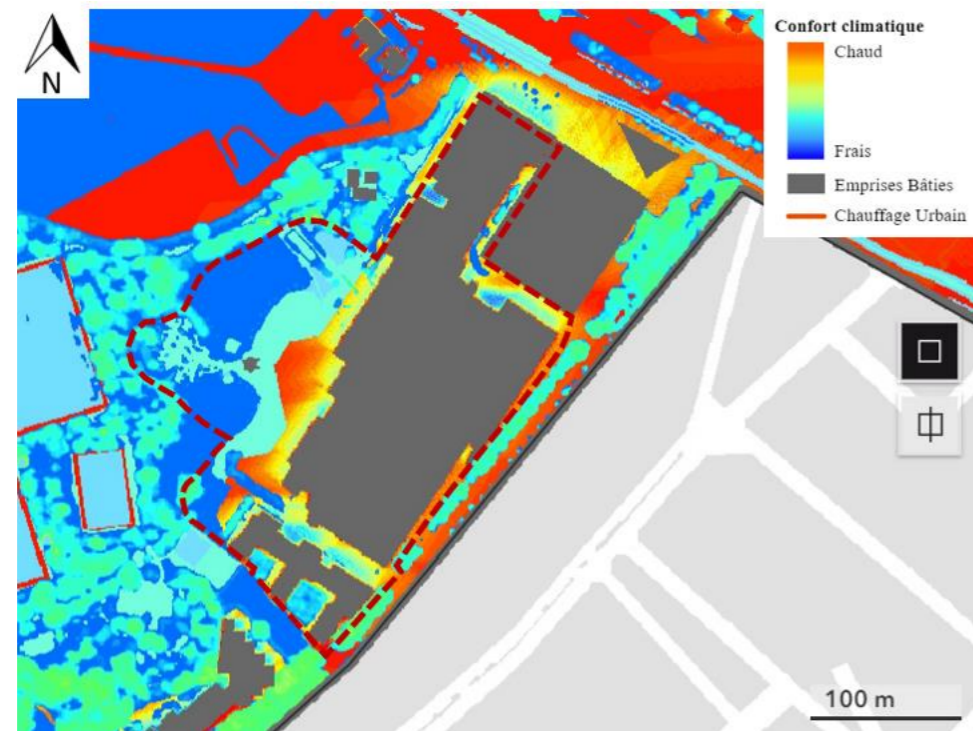 N
Confort climatique
Chaud
Frais
Emprises Bâties
Chauffage Urbain
100 m